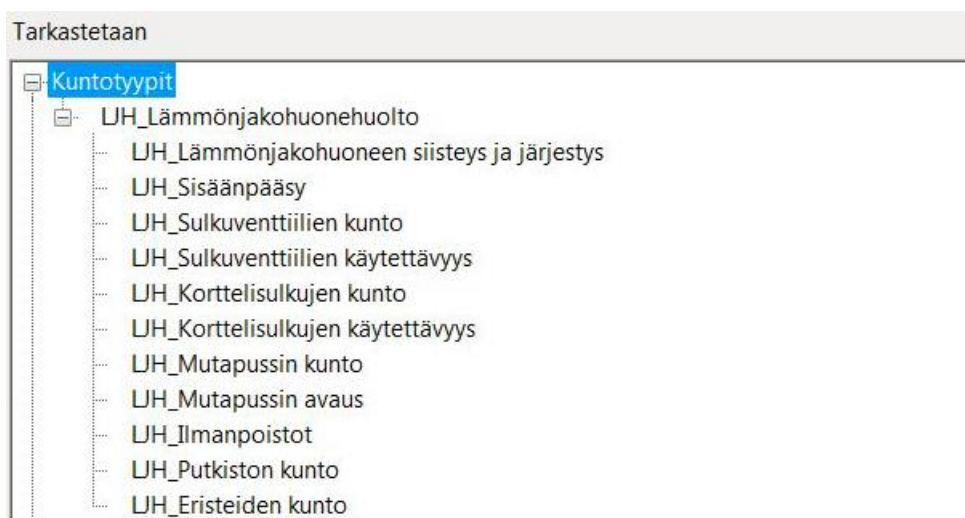 Tarkastetaan
Kuntotyypit
LJH_Lämmönjakohuonehuolto
LJH_Lämmönjakohuoneen siisteys ja järjestys
LJH_Sisäänpääsy
LJH_Sulkuventtiilien kunto
LJH_Sulkuventtiilien käytettävyys
LJH_Korttelisulkujen kunto
LJH_Korttelisulkujen käytettävyys
LJH_Mutapussin kunto
LJH_Mutapussin avaus
LJH_Ilmanpoistot
LJH_Putkiston kunto
LJH_Eristeiden kunto